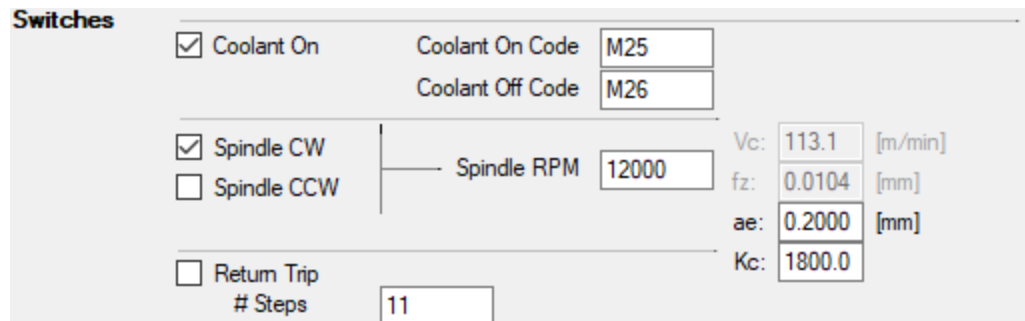 Switches
Coolant On Coolant On Code M25
Coolant Off Code M26
Spindle CW Vc: 113.1 [m/min]
Spindle RPM 12000
Spindle CCW fz: 0.0104 [mm]
ae: 0.2000 [mm]
Return Trip Kc: 1800.0
# Steps 11